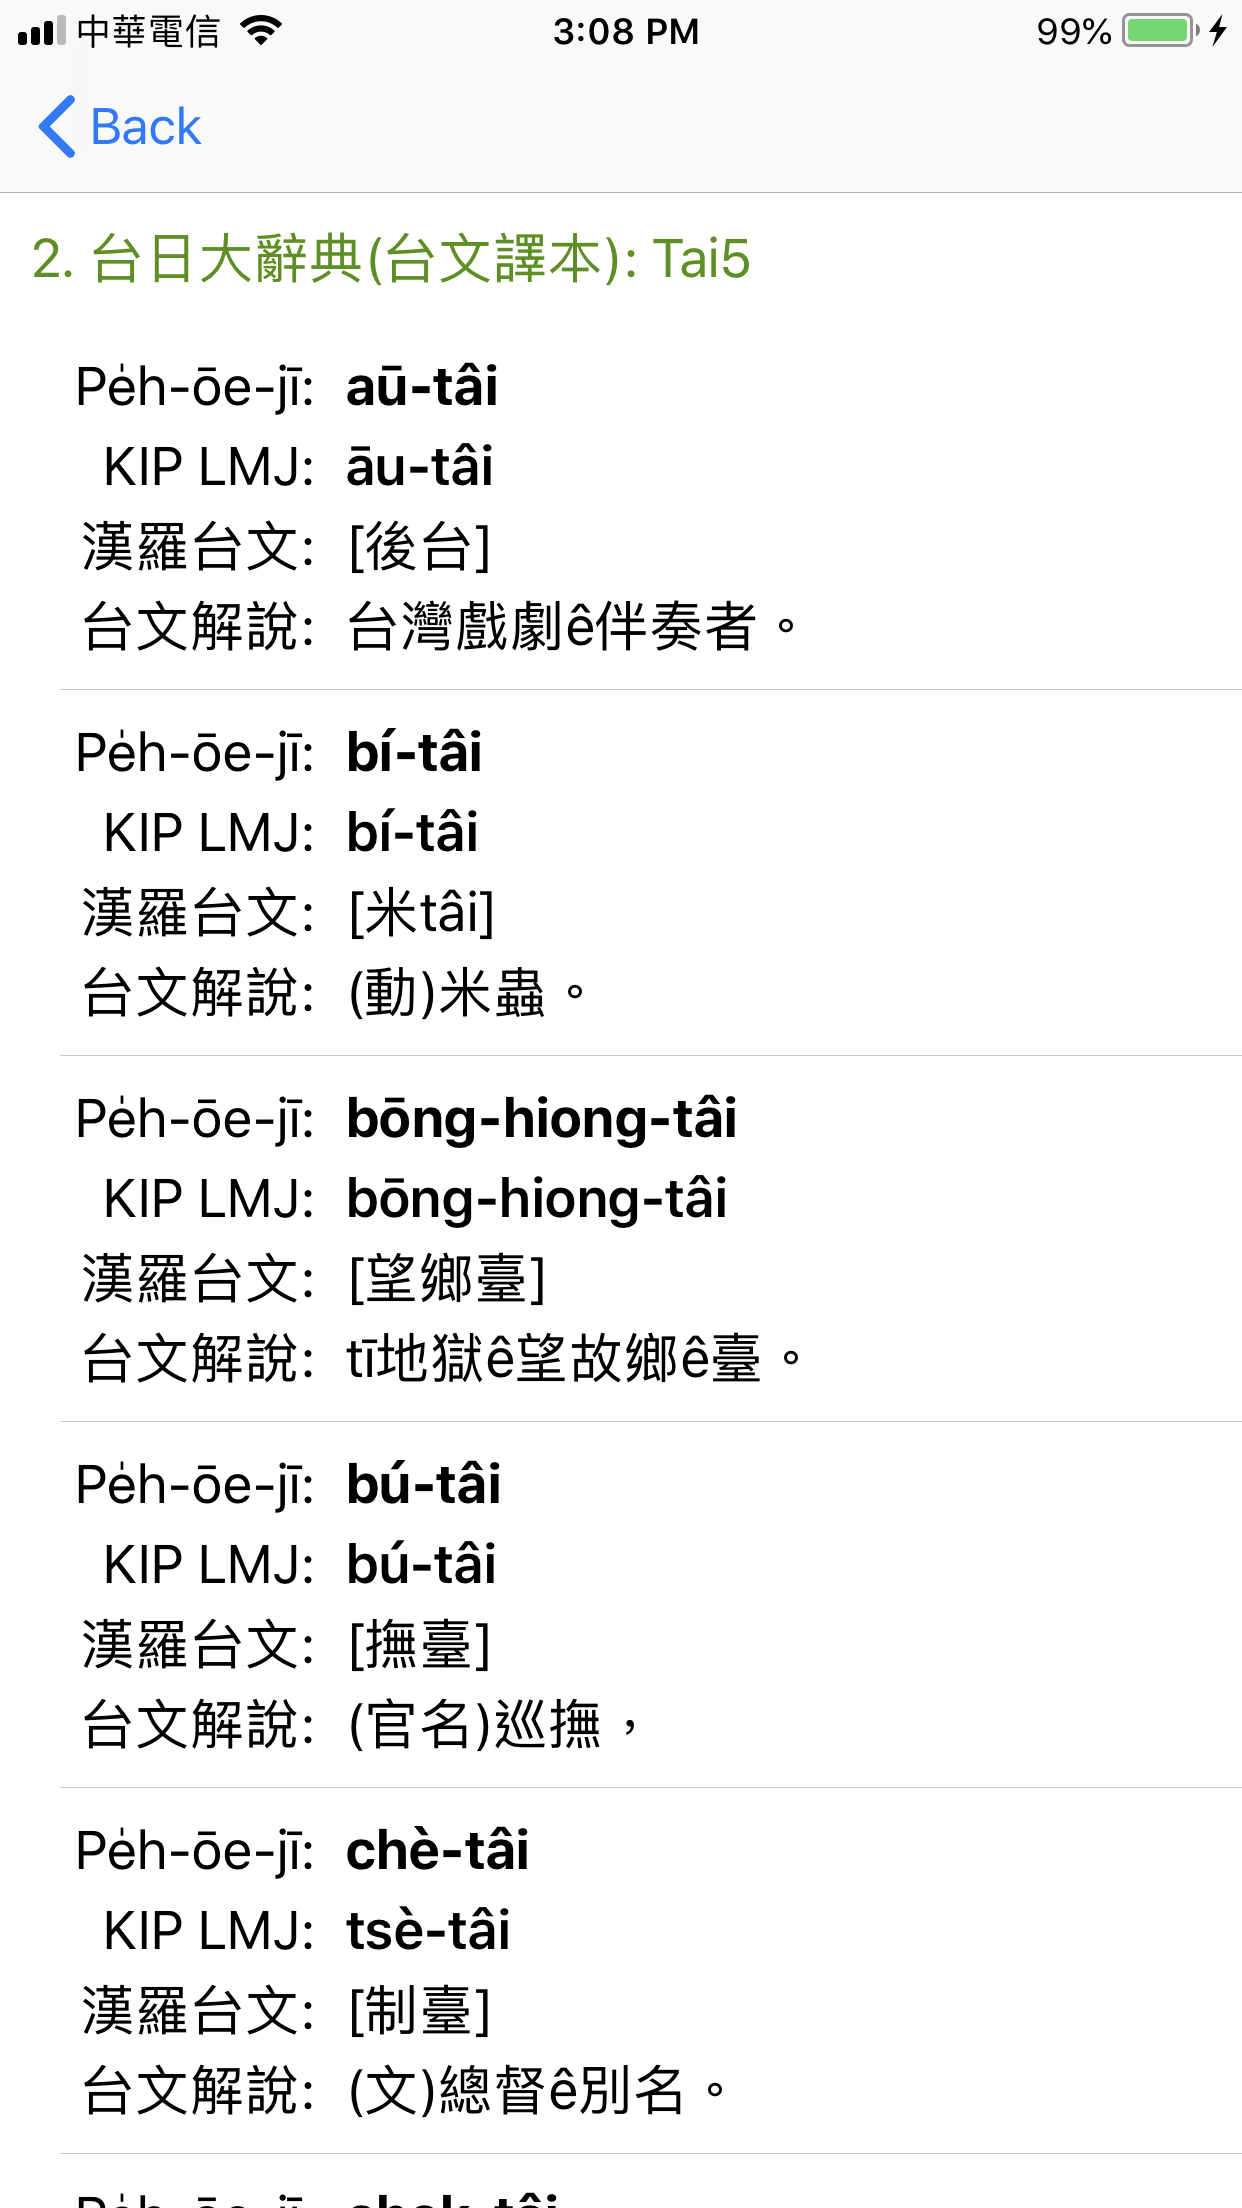 中華電信 3:08 PM 99%
Back
2. 台日大辭典(台文譯本): Tai5
Pe̍h-ōe-jī: aū-tâi
KIP LMJ: āu-tâi
漢羅台文: [後台]
台文解說: 台灣戲劇ê伴奏者。
Pe̍h-ōe-jī: bí-tâi
KIP LMJ: bí-tâi
漢羅台文: [米tâi]
台文解說: (動)米蟲。
Pe̍h-ōe-jī: bōng-hiong-tâi
KIP LMJ: bōng-hiong-tâi
漢羅台文: [望鄉臺]
台文解說: tī地獄ê望故鄉ê臺。
Pe̍h-ōe-jī: bú-tâi
KIP LMJ: bú-tâi
漢羅台文: [撫臺]
台文解說: (官名)巡撫，
Pe̍h-ōe-jī: chè-tâi
KIP LMJ: tsè-tâi
漢羅台文: [制臺]
台文解說: (文)總督ê別名。